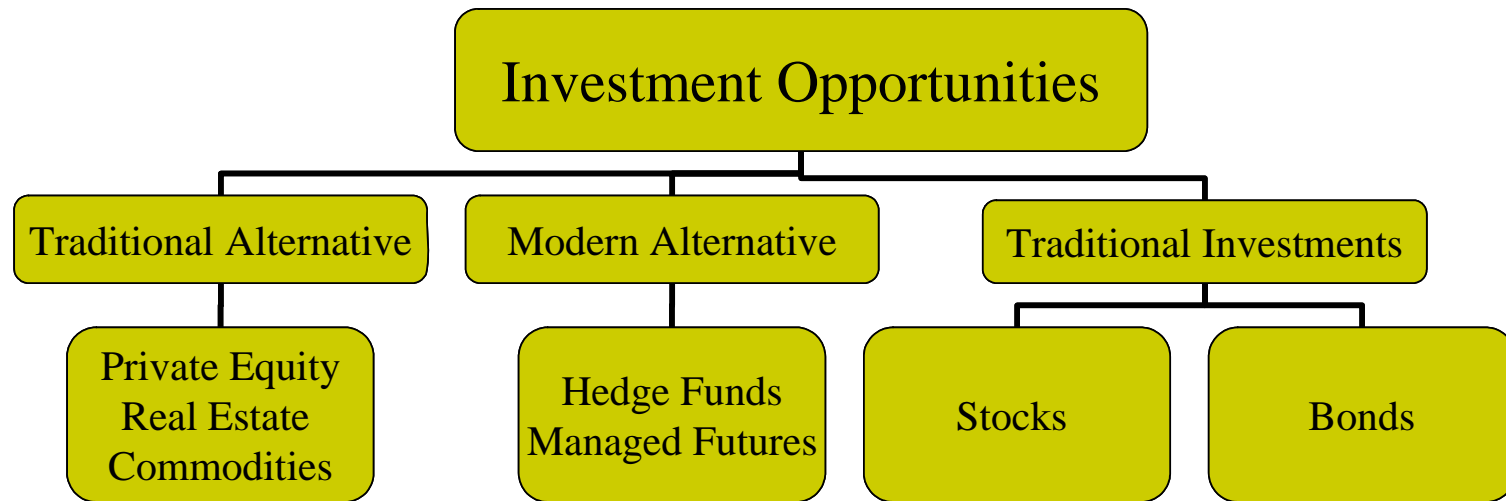 Investment Opportunities
Traditional Alternative
Modern Alternative
Traditional Investments
Private Equity
Real Estate
Commodities
Hedge Funds
Managed Futures
Stocks
Bonds